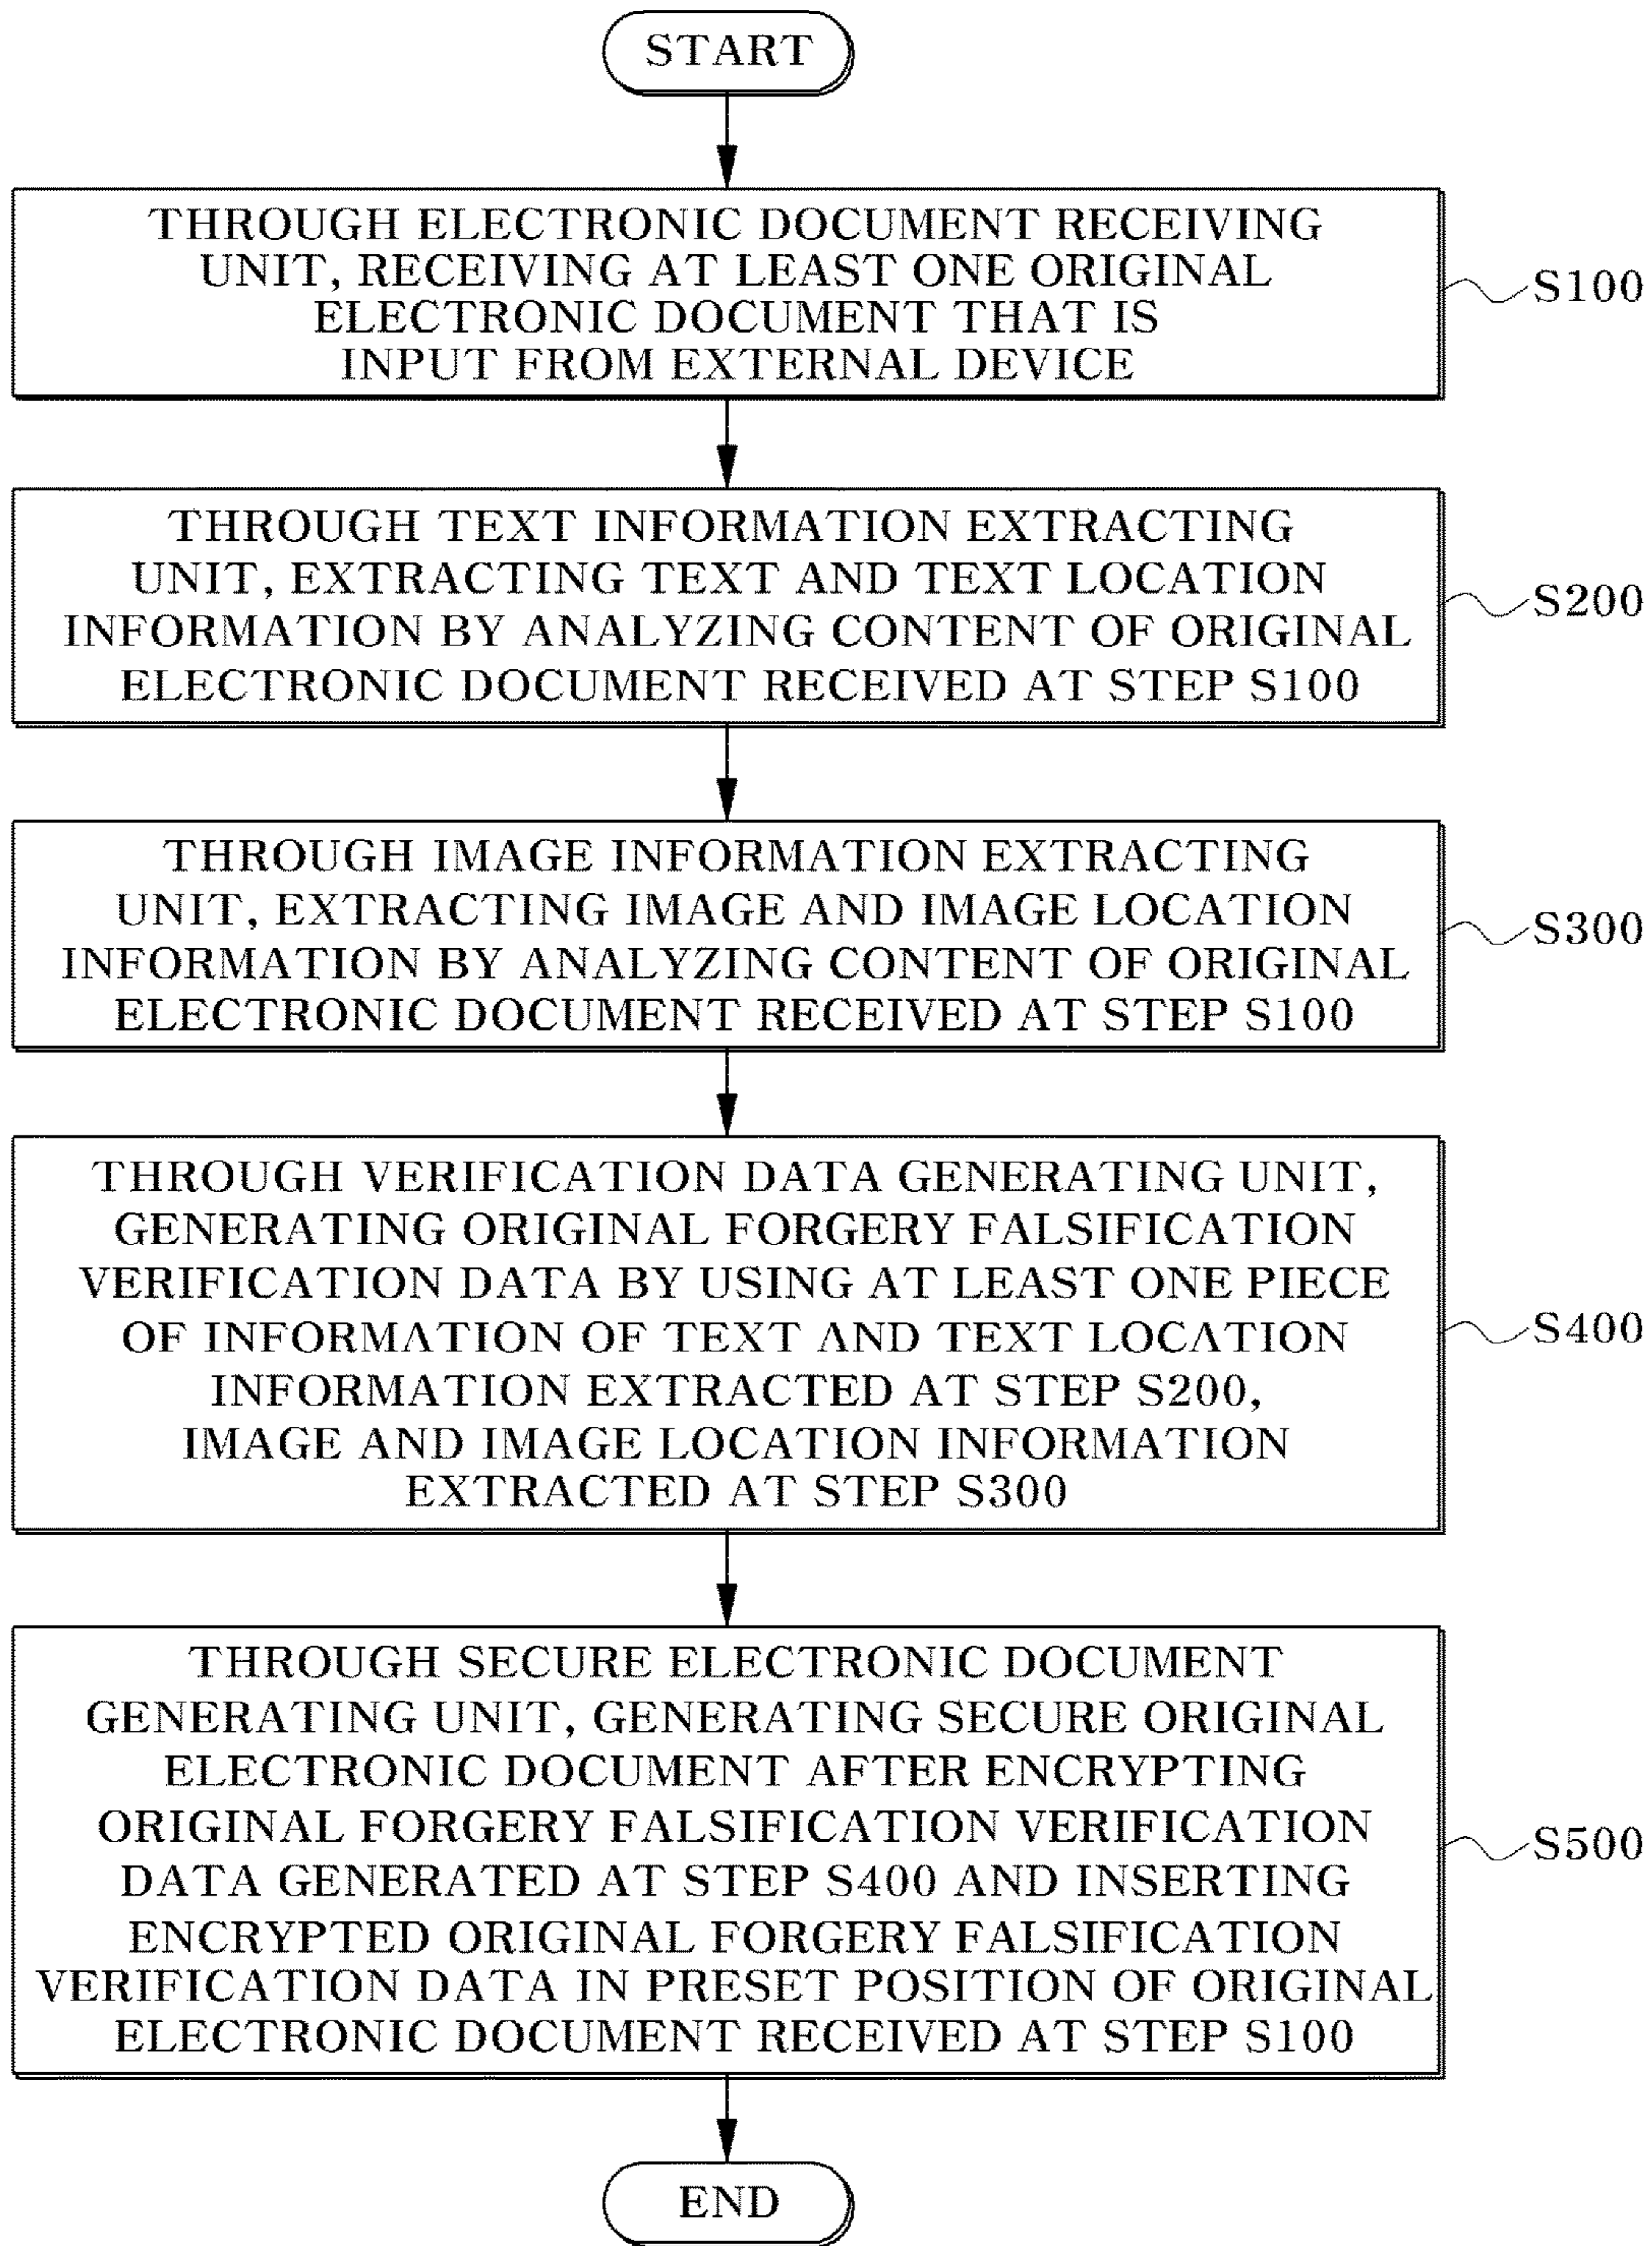 START
THROUGH ELECTRONIC DOCUMENT RECEIVING
UNIT, RECEIVING AT LEAST ONE ORIGINAL
ELECTRONIC DOCUMENT THAT IS
INPUT FROM EXTERNAL DEVICE
S100
THROUGH TEXT INFORMATION EXTRACTING
UNIT, EXTRACTING TEXT AND TEXT LOCATION
INFORMATION BY ANALYZING CONTENT OF ORIGINAL
ELECTRONIC DOCUMENT RECEIVED AT STEP S100
S200
THROUGH IMAGE INFORMATION EXTRACTING
UNIT, EXTRACTING IMAGE AND IMAGE LOCATION
INFORMATION BY ANALYZING CONTENT OF ORIGINAL
ELECTRONIC DOCUMENT RECEIVED AT STEP S100
S300
THROUGH VERIFICATION DATA GENERATING UNIT,
GENERATING ORIGINAL FORGERY FALSIFICATION
VERIFICATION DATA BY USING AT LEAST ONE PIECE
OF INFORMATION OF TEXT AND TEXT LOCATION
INFORMATION EXTRACTED AT STEP S200,
IMAGE AND IMAGE LOCATION INFORMATION
EXTRACTED AT STEP S300
S400
THROUGH SECURE ELECTRONIC DOCUMENT
GENERATING UNIT, GENERATING SECURE ORIGINAL
ELECTRONIC DOCUMENT AFTER ENCRYPTING
ORIGINAL FORGERY FALSIFICATION VERIFICATION
DATA GENERATED AT STEP S400 AND INSERTING
ENCRYPTED ORIGINAL FORGERY FALSIFICATION
VERIFICATION DATA IN PRESET POSITION OF ORIGINAL
ELECTRONIC DOCUMENT RECEIVED AT STEP S100
S500
END